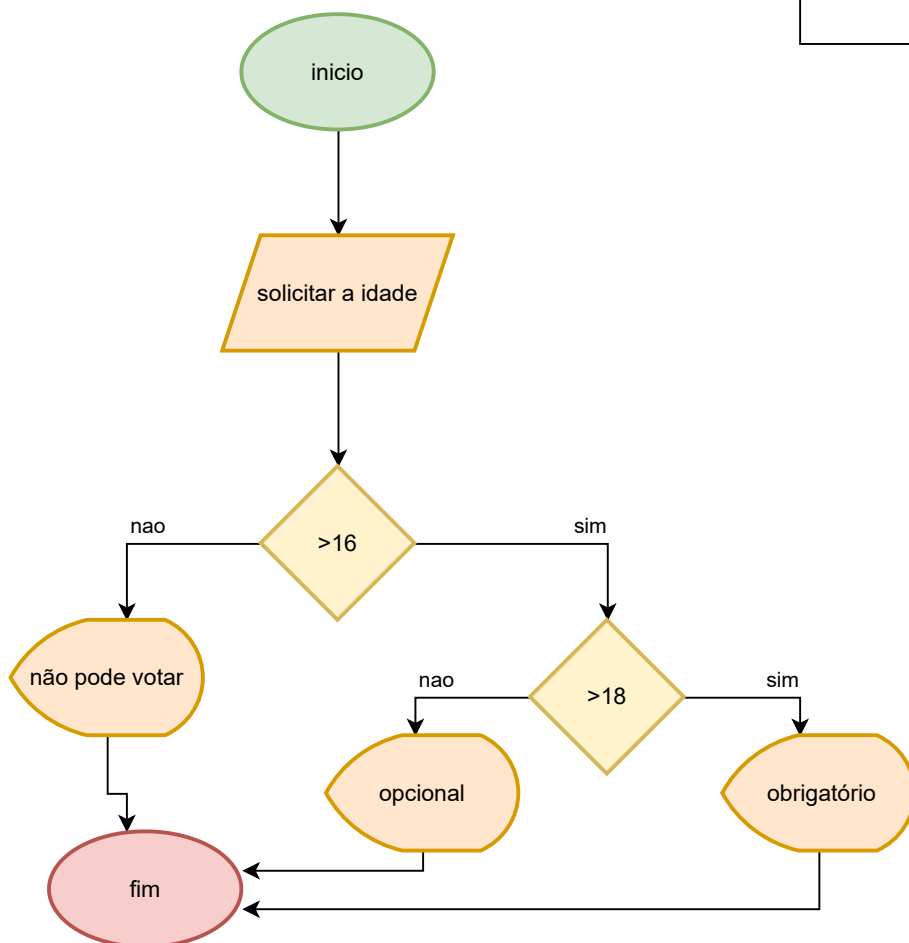 inicio
solicitar a idade
>16
nao
sim
não pode votar
>18
nao
sim
opcional
obrigatório
fim